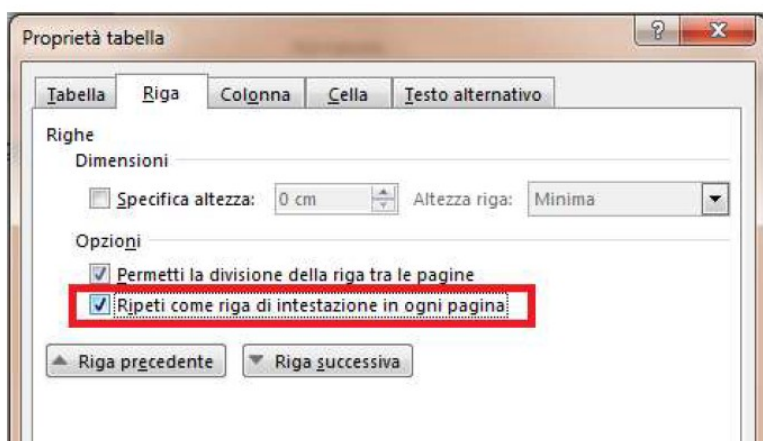 Proprietà tabella
Tabella Riga Colonna Cella Testo alternativo
Righe
Dimensioni
Specifica altezza: 0 cm Altezza riga: Minima
Opzioni
Permetti la divisione della riga tra le pagine
Ripeti come riga di intestazione in ogni pagina
Riga precedente Riga successiva